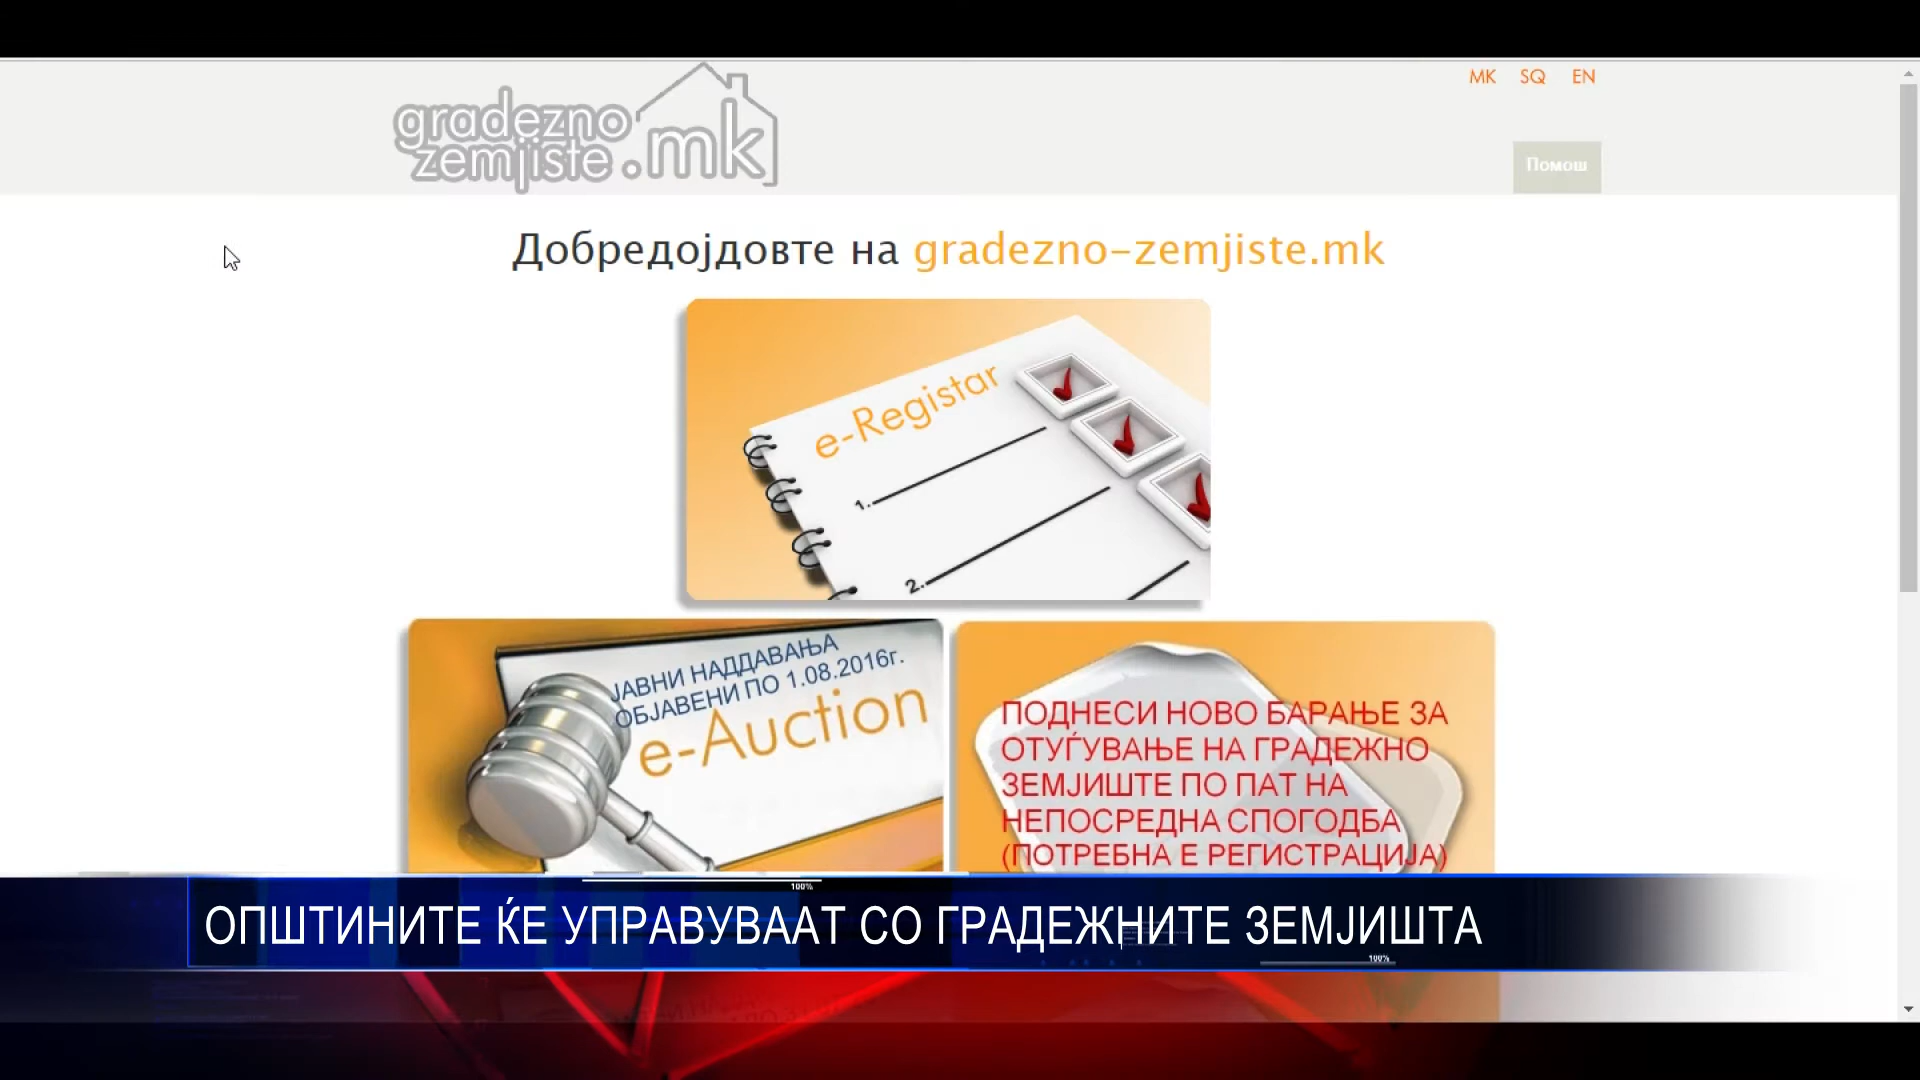 MK SQ EN
gradezno
zemjiste.mk
Помош
Добредојдовте на gradezno-zemjiste.mk
e-Registar
1.
2.
ЈАВНИ НАДДАВАЊА
ОБЈАВЕНИ ПО 1.08.2016г.
e-Auction
ПОДНЕСИ НОВО БАРАЊЕ ЗА
ОТУЃУВАЊЕ НА ГРАДЕЖНО
ЗЕМЈИШТЕ ПО ПАТ НА
НЕПОСРЕДНА СПОГОДБА
(ПОТРЕБНА Е РЕГИСТРАЦИЈА)
100%
ОПШТИНИТЕ ЌЕ УПРАВУВААТ СО ГРАДЕЖНИТЕ ЗЕМЈИШТА
100%